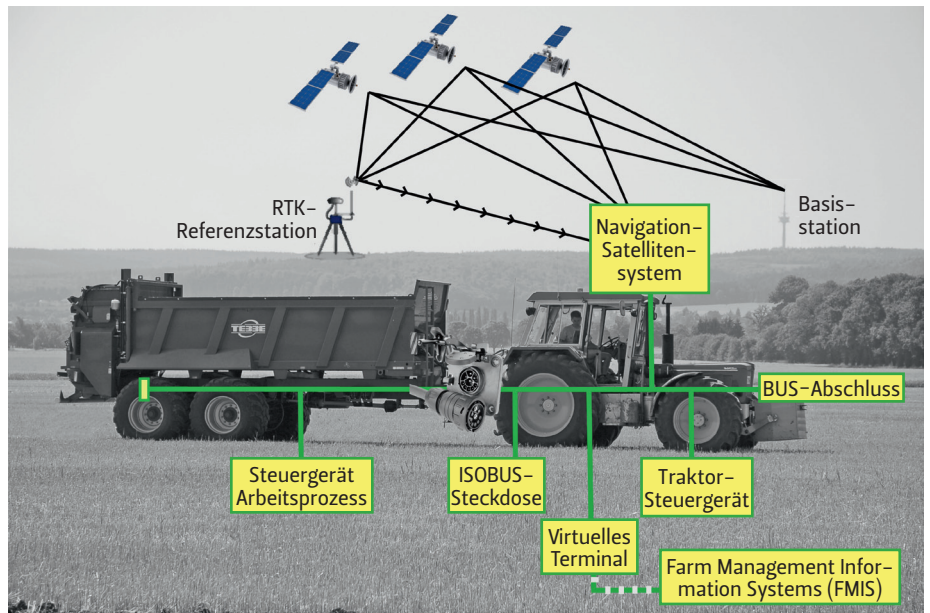 RTK-
Referenzstation
Navigation-
Satelliten-
system
Basis-
station
TEBBE
BUS-Abschluss
Steuergerät
Arbeitsprozess
ISOBUS-
Steckdose
Traktor-
Steuergerät
Virtuelles
Terminal
Farm Management Infor-
mation Systems (FMIS)